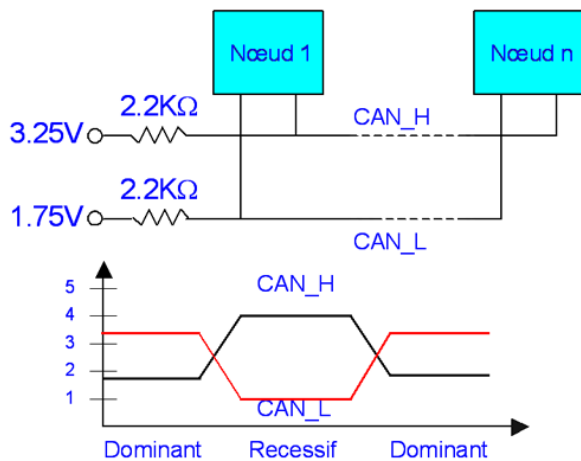 Nœud 1
Nœud n
2.2KΩ
3.25V
CAN_H
2.2KΩ
1.75V
CAN_L
5
CAN_H
4
3
2
1
CAN_L
Dominant Recessif Dominant